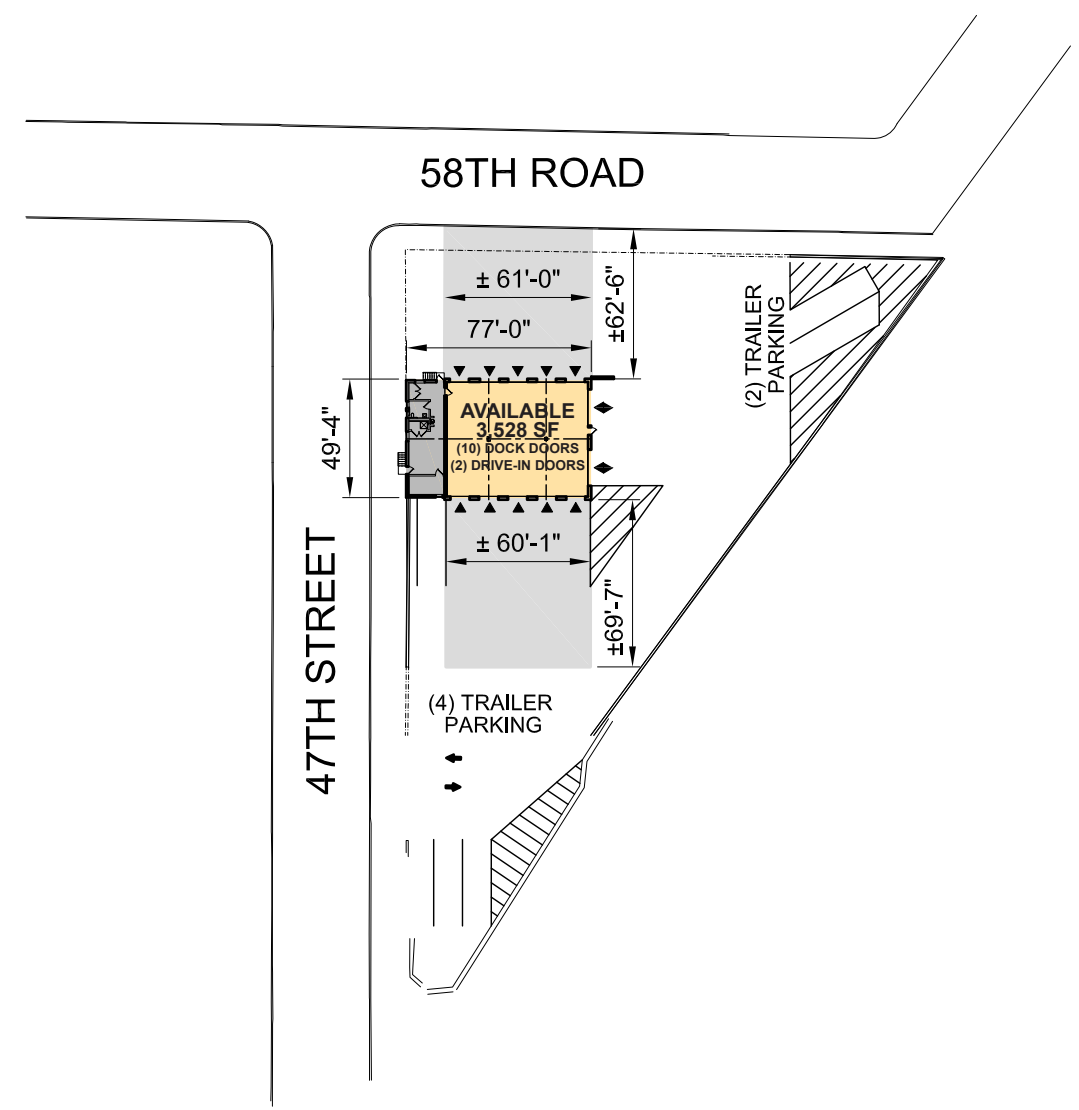 58TH ROAD
± 61'-0"
±62'-6"
77'-0"
(2) TRAILER
PARKING
49'-4"
AVAILABLE
3,528 SF
(10) DOCK DOORS
(2) DRIVE-IN DOORS
± 60'-1"
±69'-7"
47TH STREET
(4) TRAILER
PARKING